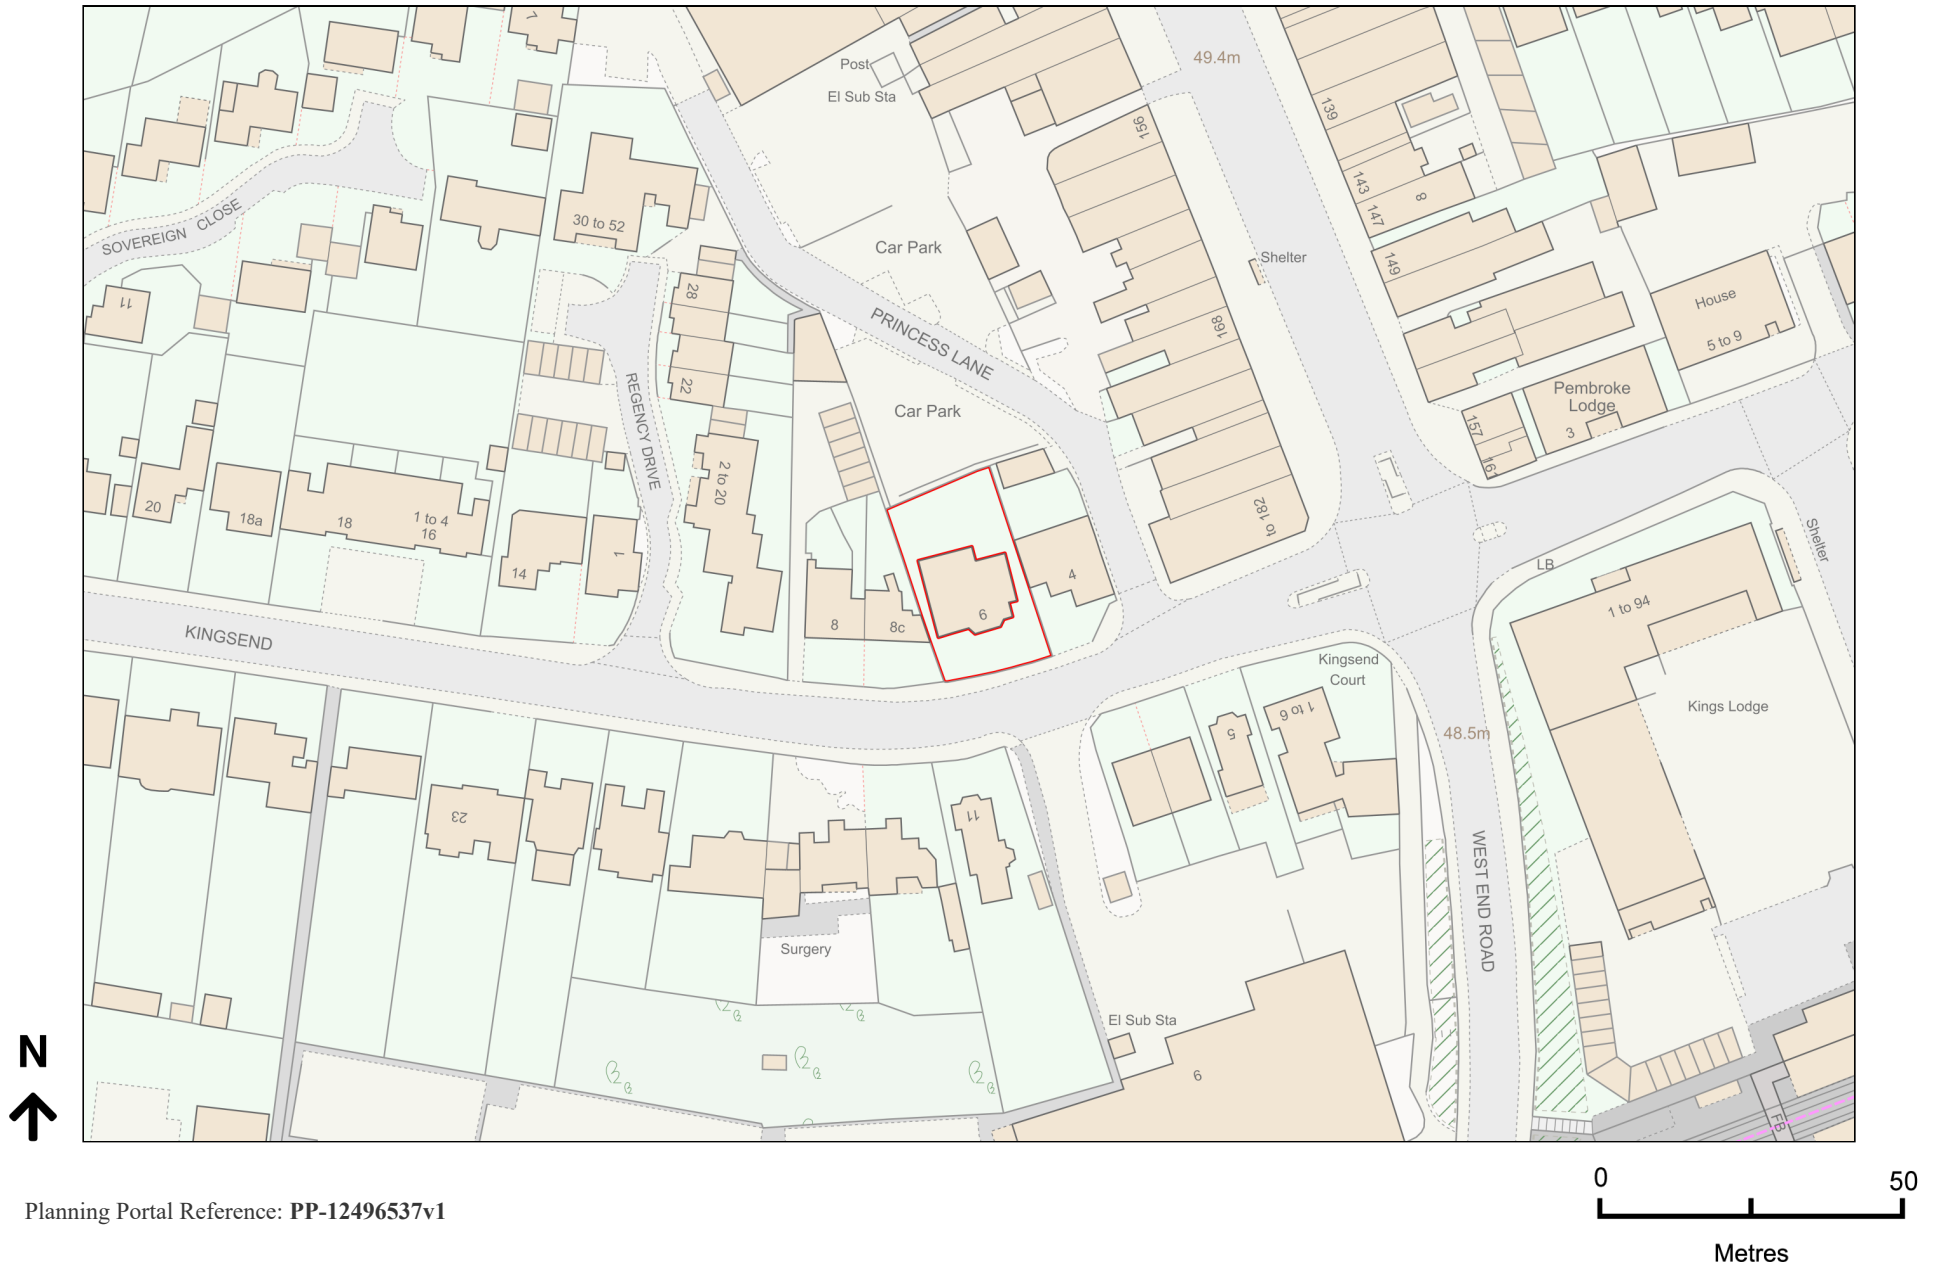 7
Post
El Sub Sta
49.4m
139
156
143
147
8
149
SOVEREIGN CLOSE
30 to 52
Car Park
Shelter
11
28
PRINCESS LANE
168
House
5 to 9
22
REGENCY DRIVE
Car Park
Pembroke
Lodge
3
157
161
2 to 20
20
18a
18
1 to 4
16
14
1
to 182
4
6
8
8c
Shelter
LB
1 to 94
KINGSEND
Kingsend
Court
1 to 6
5
Kings Lodge
48.5m
23
11
WEST END ROAD
Surgery
El Sub Sta
6
FB
N
0
50
Metres
Planning Portal Reference: PP-12496537v1